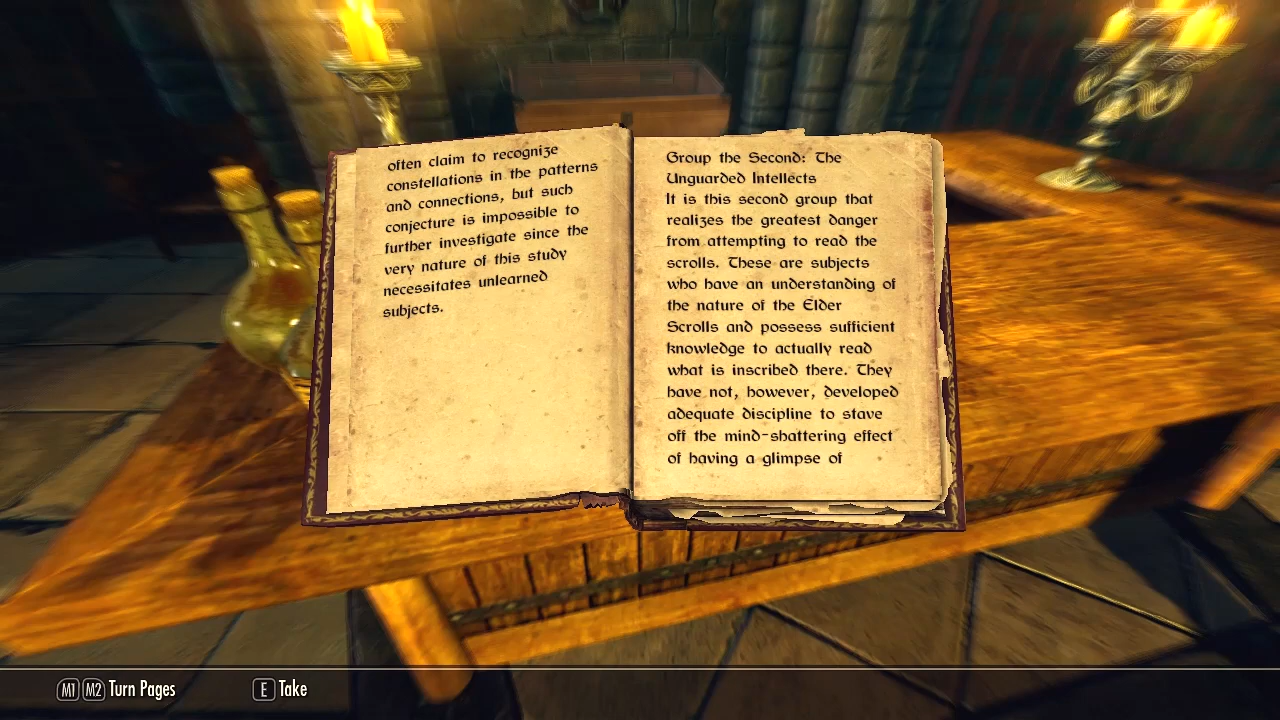 often claim to recognize
constellations in the patterns
and connections, but such
conjecture is impossible to
further investigate since the
very nature of this study
necessitates unlearned
subjects.
Group the Second: The
Unguarded Intellects
It is this second group that
realizes the greatest danger
from attempting to read the
scrolls. These are subjects
who have an understanding of
the nature of the Elder
Scrolls and possess sufficient
knowledge to actually read
what is inscribed there. They
have not, however, developed
adequate discipline to stave
off the mind-shattering effect
of having a glimpse of
M1 M2 Turn Pages
E Take